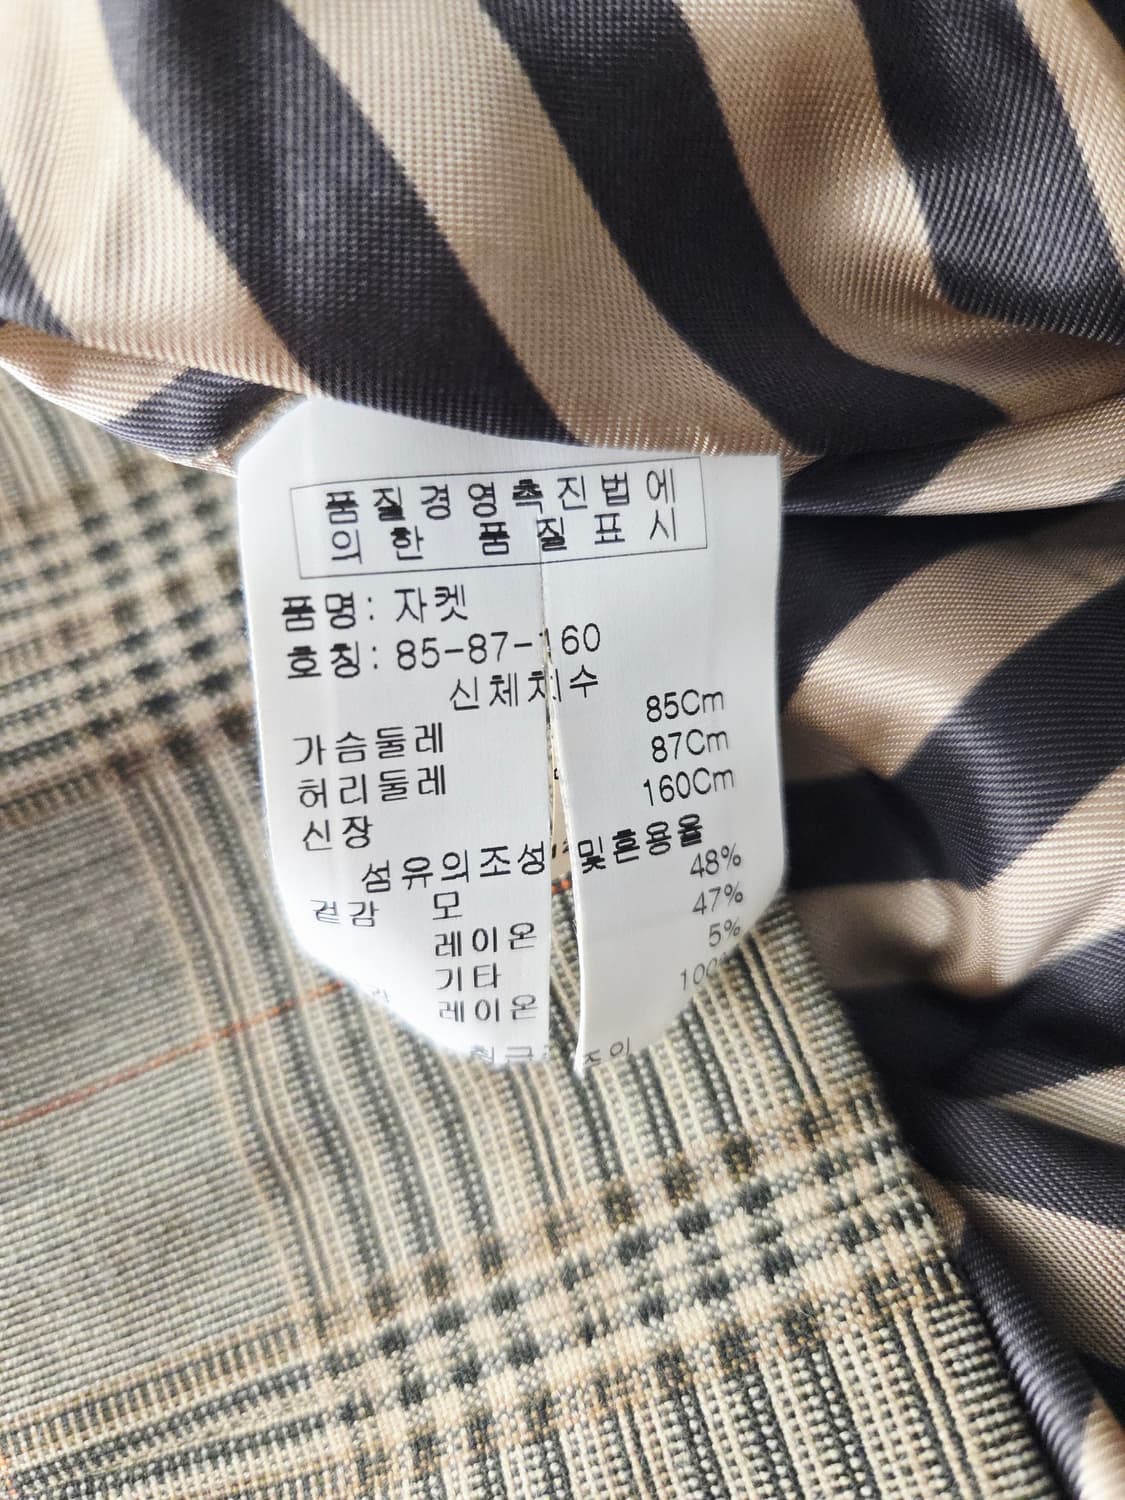 품질경영촉진법에
의한 품질표시
품명: 자켓
호칭: 85-87-160
신체치수
가슴둘레 85Cm
허리둘레 87Cm
신장 160Cm
섬유의조성 및혼용율
겉감 모 48%
레이온 47%
기타 5%
레이온